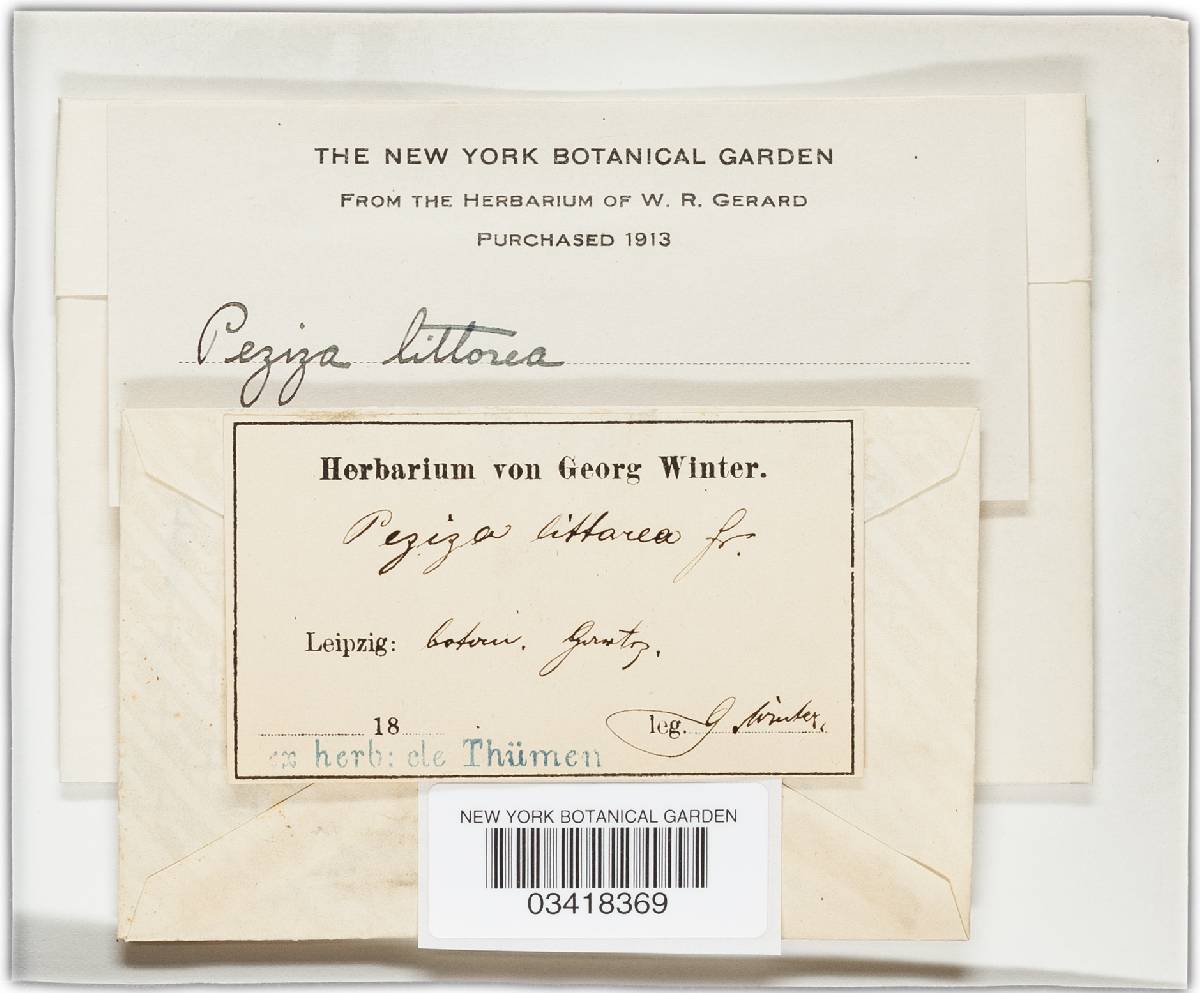 THE NEW YORK BOTANICAL GARDEN
FROM THE HERBARIUM OF W. R. GERARD
PURCHASED 1913
Peziza littorea
Herbarium von Georg Winter.
Peziza littorea fr.
Leipzig: botan.
18 leg. G Winter.
ex herb: de Thümen
NEW YORK BOTANICAL GARDEN
03418369